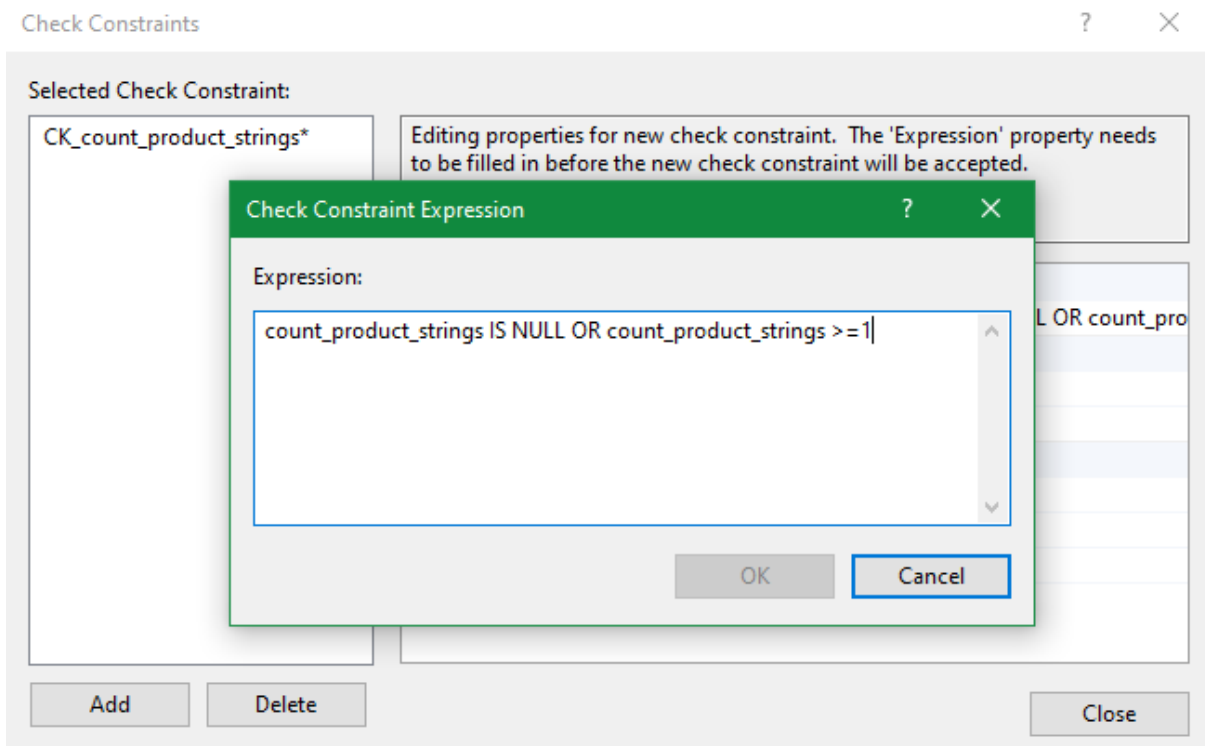 Check Constraints ?
Selected Check Constraint:
CK_count_product_strings*
Editing properties for new check constraint. The 'Expression' property needs
to be filled in before the new check constraint will be accepted.
Check Constraint Expression ?
Expression:
count_product_strings IS NULL OR count_product_strings >=1
L OR count_pro
OK Cancel
Add Delete
Close